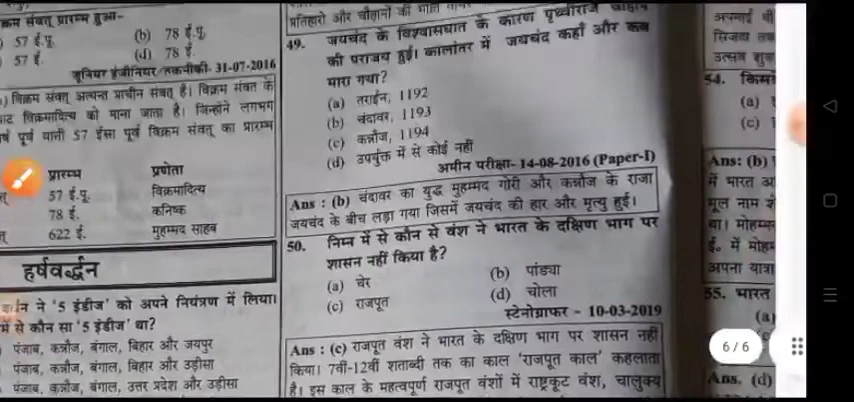 क्रम संवत् प्रारम्भ हुआ-
57 ई.पू. (b) 78 ई.पू.
57 ई. (d) 78 ई.
जूनियर इंजीनियर/तकनीकी- 31-07-2016
विक्रम संवत् अत्यन्त प्राचीन संवत् है। विक्रम संवत के
विक्रमादित्य को माना जाता है। जिन्होंने लगभग
पूर्व यानी 57 ईसा पूर्व विक्रम संवत् का प्रारम्भ
प्रारम्भ प्रणेता
57 ई.पू. विक्रमादित्य
78 ई. कनिष्क
622 ई. मुहम्मद साहब
हर्षवर्द्धन
ने '5 इंडीज' को अपने नियंत्रण में लिया।
में से कौन सा '5 इंडीज' था?
पंजाब, कन्नौज, बंगाल, बिहार और जयपुर
पंजाब, कन्नौज, बंगाल, बिहार और उड़ीसा
पंजाब, कन्नौज, बंगाल, उत्तर प्रदेश और उड़ीसा
प्रतिहारों और चौहानों की भांति
49. जयचंद के विश्वासघात के कारण पृथ्वीराज चौहान
की पराजय हुई। कालांतर में जयचंद कहाँ और कब
मारा गया?
(a) तराईन, 1192
(b) चंदावर, 1193
(c) कन्नौज, 1194
(d) उपर्युक्त में से कोई नहीं
अमीन परीक्षा- 14-08-2016 (Paper-I)
Ans : (b) चंदावर का युद्ध मुहम्मद गोरी और कन्नौज के राजा
जयचंद के बीच लड़ा गया जिसमें जयचंद की हार और मृत्यु हुई।
50. निम्न में से कौन से वंश ने भारत के दक्षिण भाग पर
शासन नहीं किया है?
(a) चेर (b) पांड्या
(c) राजपूत (d) चोला
स्टेनोग्राफर - 10-03-2019
Ans : (c) राजपूत वंश ने भारत के दक्षिण भाग पर शासन नहीं
किया। 7वी-12वीं शताब्दी तक का काल 'राजपूत काल' कहलाता
है। इस काल के महत्वपूर्ण राजपूत वंशों में राष्ट्रकूट वंश, चालुक्य
54.
(a)
(c)
Ans: (b)
में भारत
मूल नाम
था। मोहम्म
ई० में मोहम
अपना यात्रा
55. भारत
(a)
6 / 6
Ans. (d)